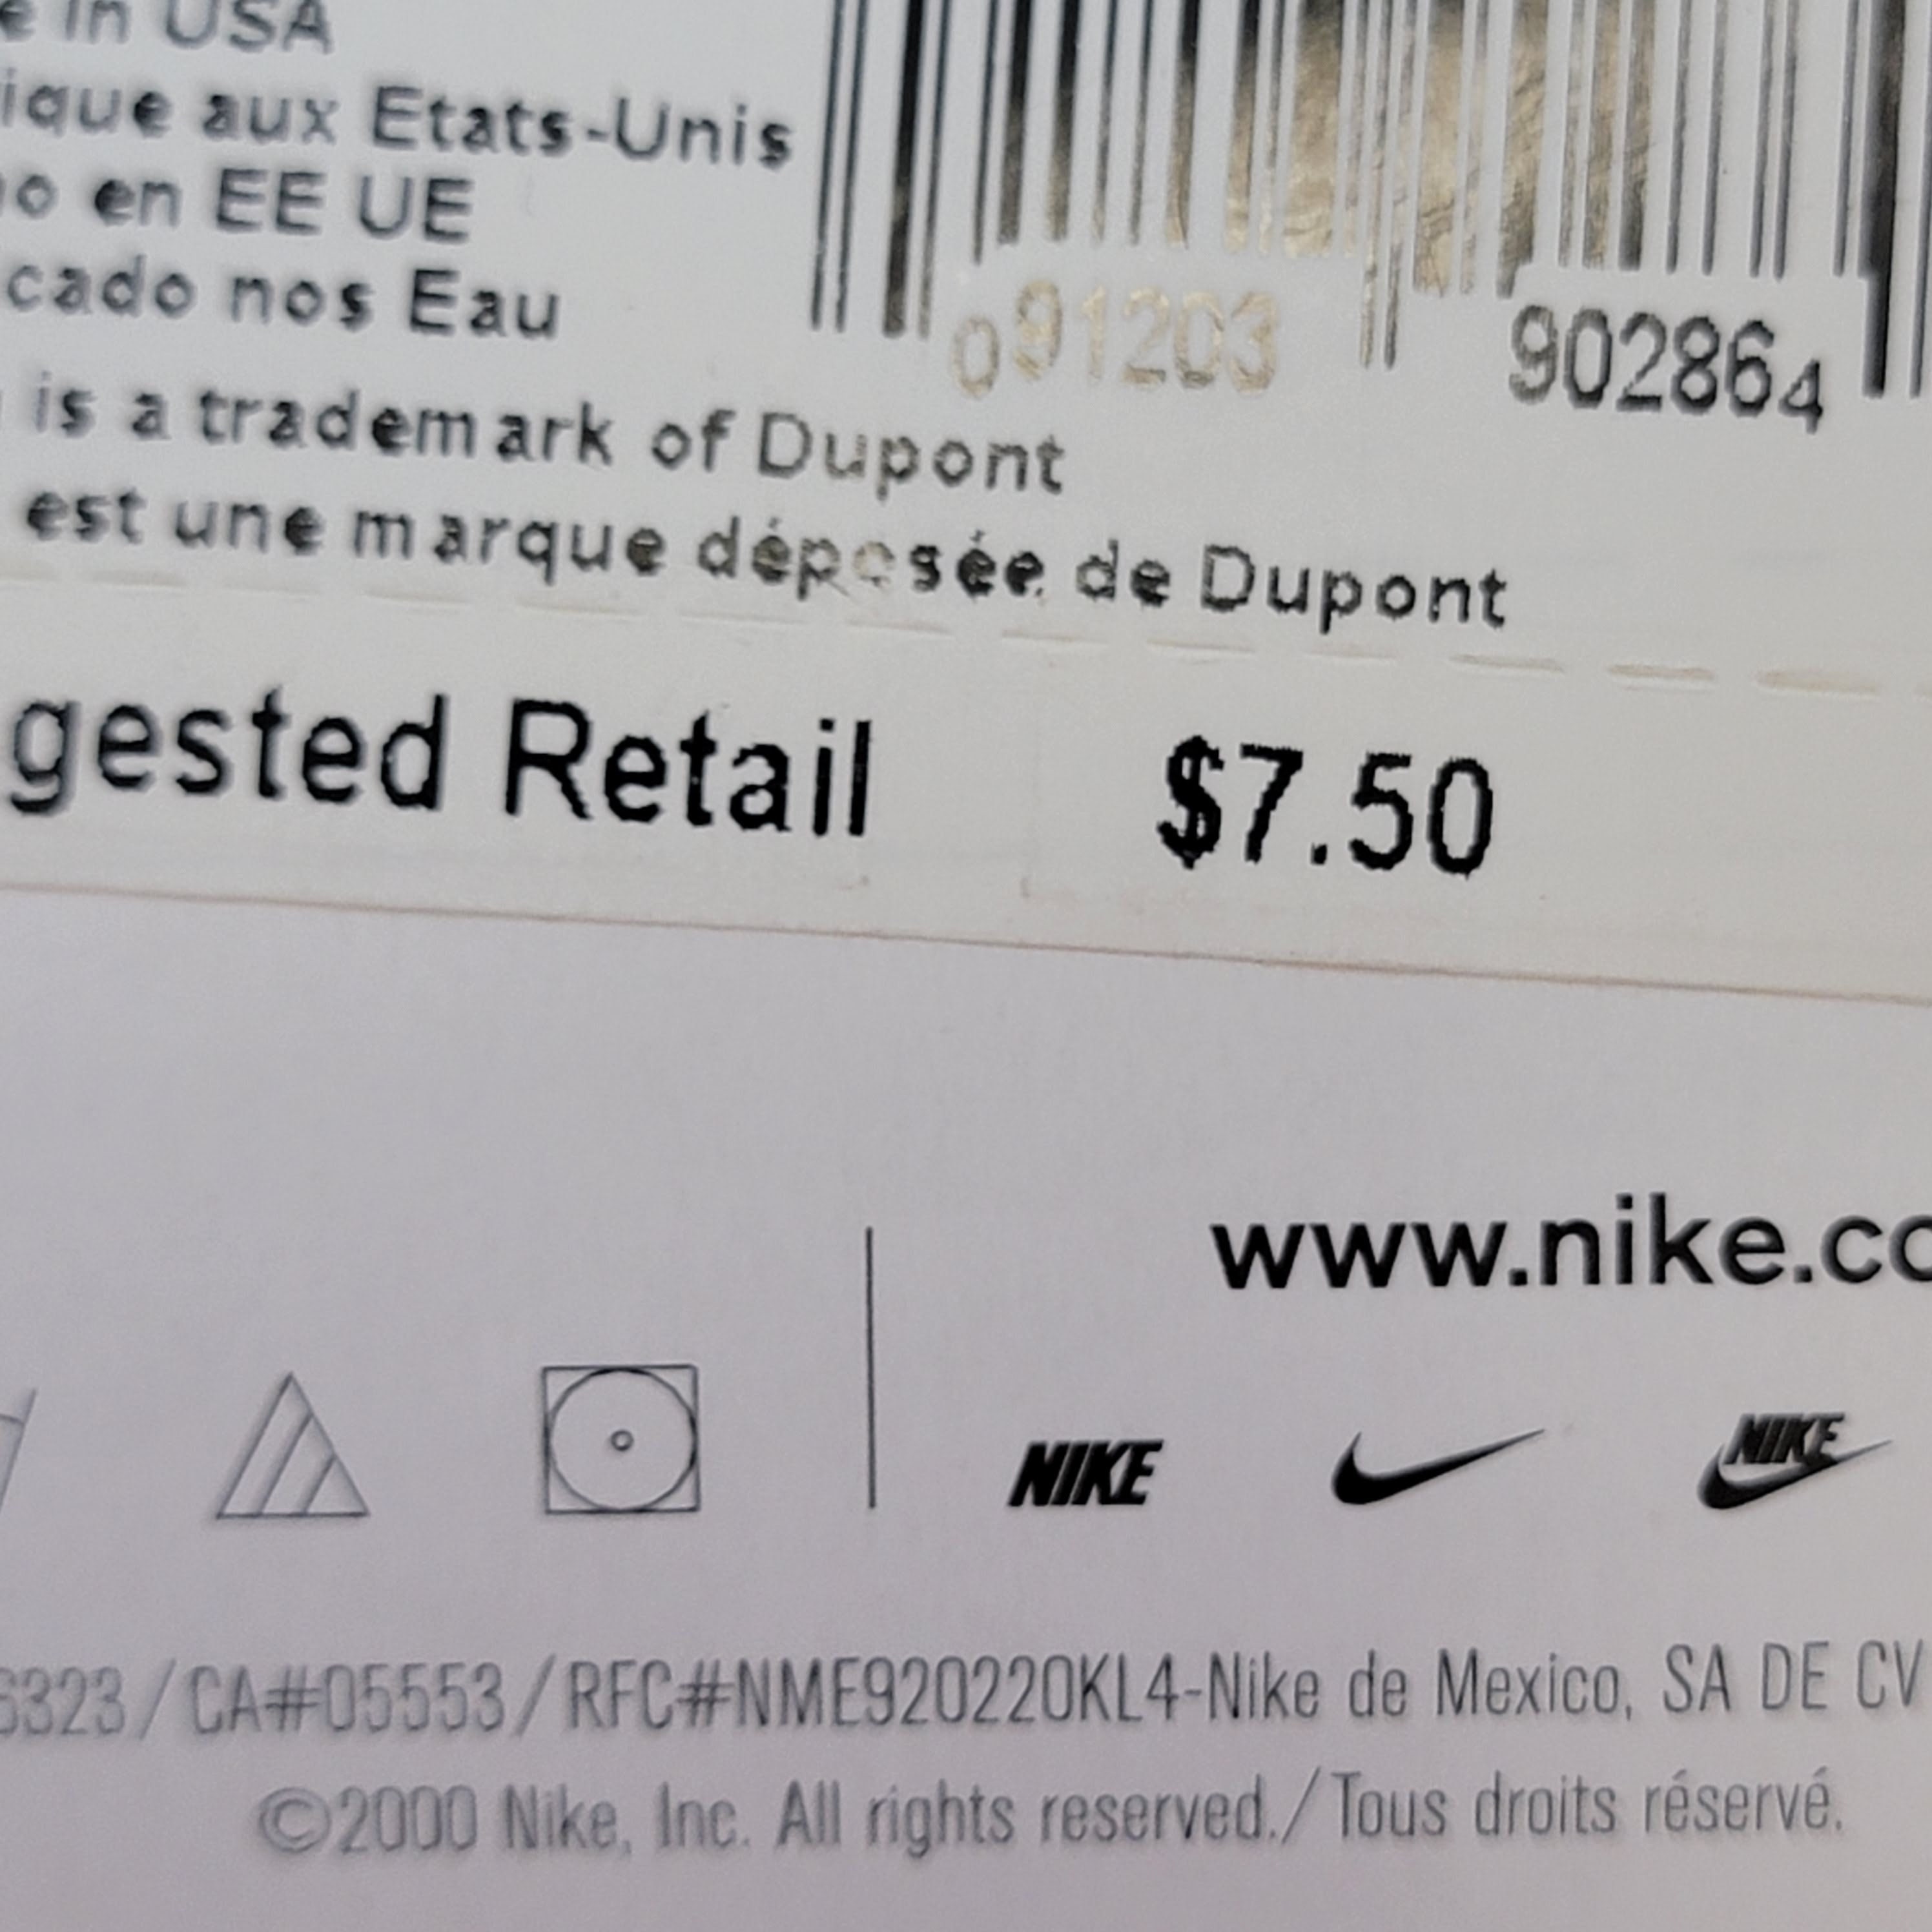 e in USA
ique aux Etats-Unis
o en EE UE
cado nos Eau
091203 902864
is a trademark of Dupont
est une marque déposée de Dupont
gested Retail $7.50
www.nike.co
NIKE NIKE
6323/CA#05553/RFC#NME920220KL4-Nike de Mexico, SA DE CV
©2000 Nike, Inc. All rights reserved./Tous droits réservé.